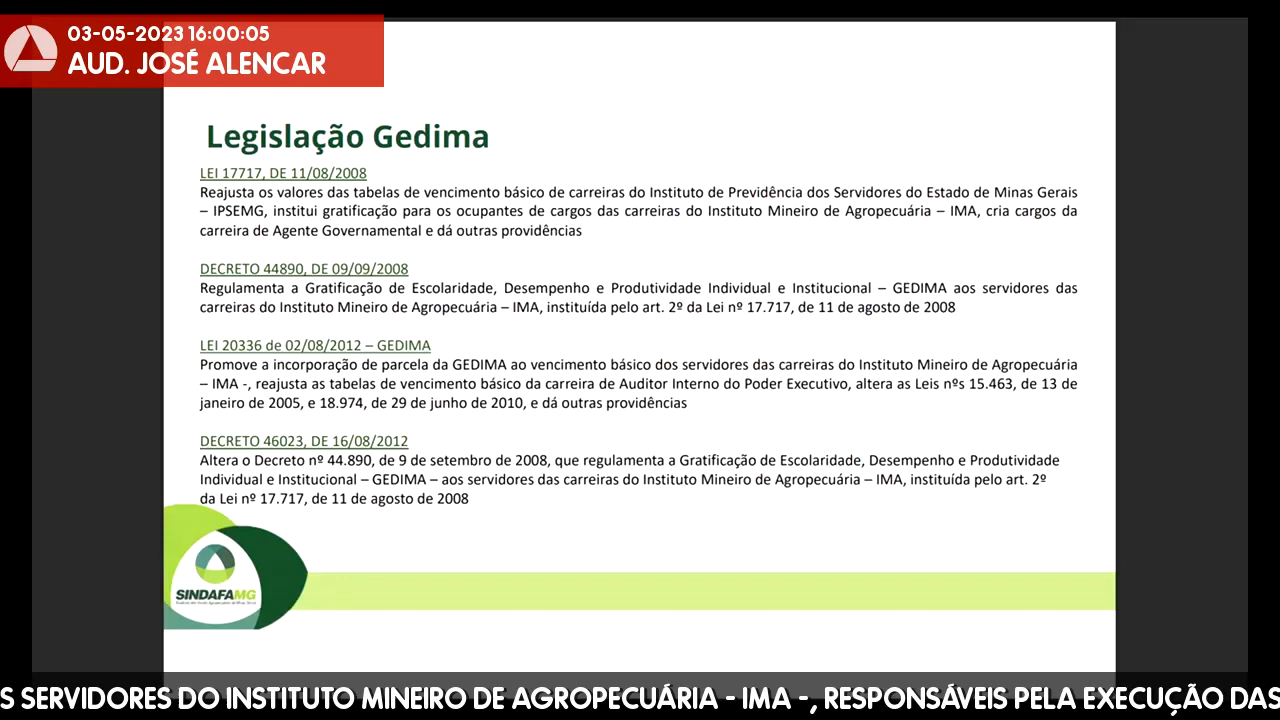 03-05-2023 16:00:05
AUD. JOSÉ ALENCAR
Legislação Gedima
LEI 17717, DE 11/08/2008
Reajusta os valores das tabelas de vencimento básico de carreiras do Instituto de Previdência dos Servidores do Estado de Minas Gerais
– IPSEMG, institui gratificação para os ocupantes de cargos das carreiras do Instituto Mineiro de Agropecuária – IMA, cria cargos da
carreira de Agente Governamental e dá outras providências
DECRETO 44890, DE 09/09/2008
Regulamenta a Gratificação de Escolaridade, Desempenho e Produtividade Individual e Institucional – GEDIMA aos servidores das
carreiras do Instituto Mineiro de Agropecuária – IMA, instituída pelo art. 2º da Lei nº 17.717, de 11 de agosto de 2008
LEI 20336 de 02/08/2012 – GEDIMA
Promove a incorporação de parcela da GEDIMA ao vencimento básico dos servidores das carreiras do Instituto Mineiro de Agropecuária
– IMA -, reajusta as tabelas de vencimento básico da carreira de Auditor Interno do Poder Executivo, altera as Leis nºs 15.463, de 13 de
janeiro de 2005, e 18.974, de 29 de junho de 2010, e dá outras providências
DECRETO 46023, DE 16/08/2012
Altera o Decreto nº 44.890, de 9 de setembro de 2008, que regulamenta a Gratificação de Escolaridade, Desempenho e Produtividade
Individual e Institucional – GEDIMA – aos servidores das carreiras do Instituto Mineiro de Agropecuária – IMA, instituída pelo art. 2º
da Lei nº 17.717, de 11 de agosto de 2008
SINDAFAMG
S SERVIDORES DO INSTITUTO MINEIRO DE AGROPECUÁRIA - IMA -, RESPONSÁVEIS PELA EXECUÇÃO DAS